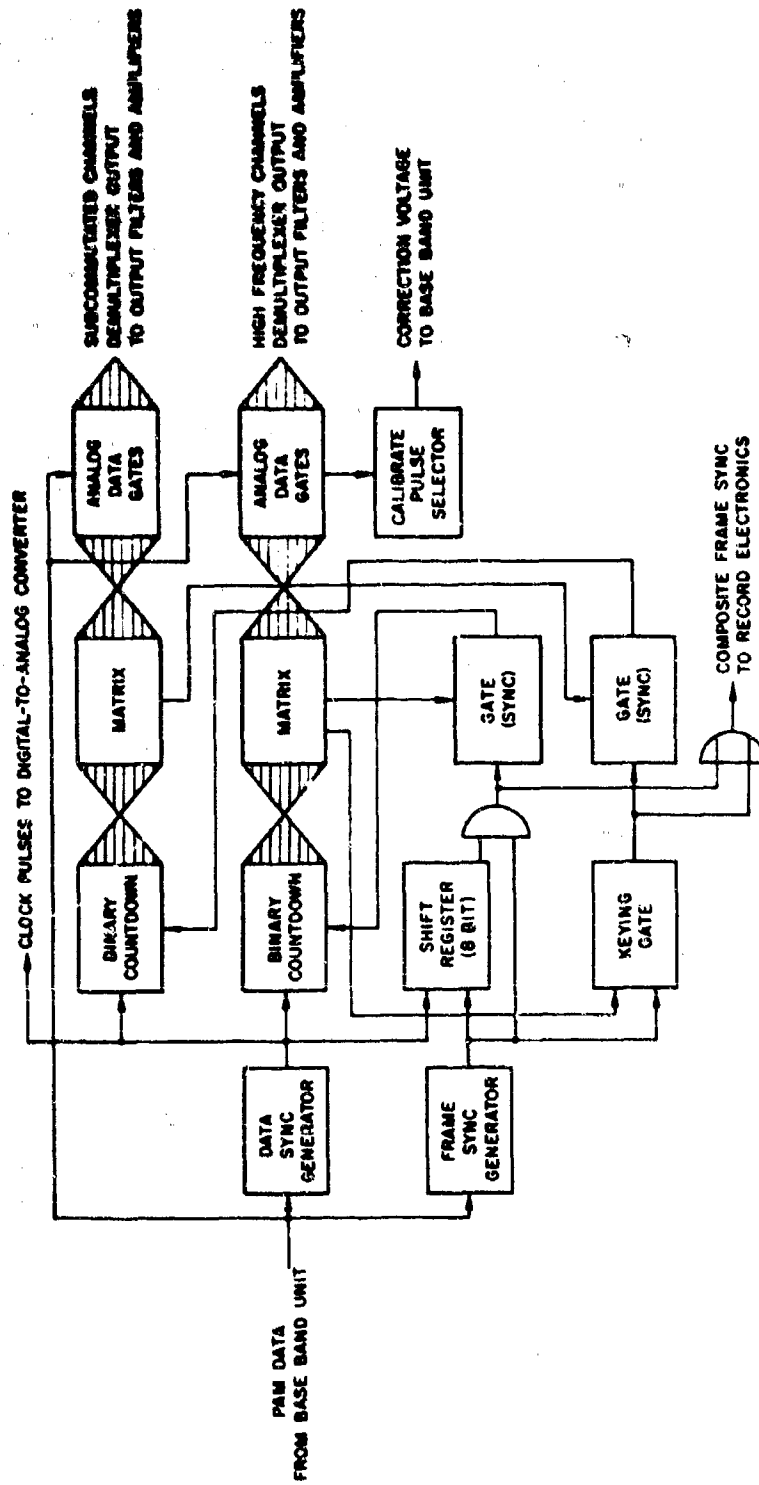 CLOCK PULSES TO DIGITAL-TO-ANALOG CONVERTER
SUBCOMMUTATED CHANNELS
DEMULTIPLEXER OUTPUT
TO OUTPUT FILTERS AND AMPLIFIERS
BINARY
COUNTDOWN
MATRIX
ANALOG
DATA
GATES
HIGH FREQUENCY CHANNELS
DEMULTIPLEXER OUTPUT
TO OUTPUT FILTERS AND AMPLIFIERS
PAM DATA
FROM BASE BAND UNIT
DATA
SYNC
GENERATOR
BINARY
COUNTDOWN
MATRIX
ANALOG
DATA
GATES
CALIBRATE
PULSE
SELECTOR
CORRECTION VOLTAGE
TO BASE BAND UNIT
FRAME
SYNC
GENERATOR
SHIFT
REGISTER
(8 BIT)
GATE
(SYNC)
KEYING
GATE
GATE
(SYNC)
COMPOSITE FRAME SYNC
TO RECORD ELECTRONICS